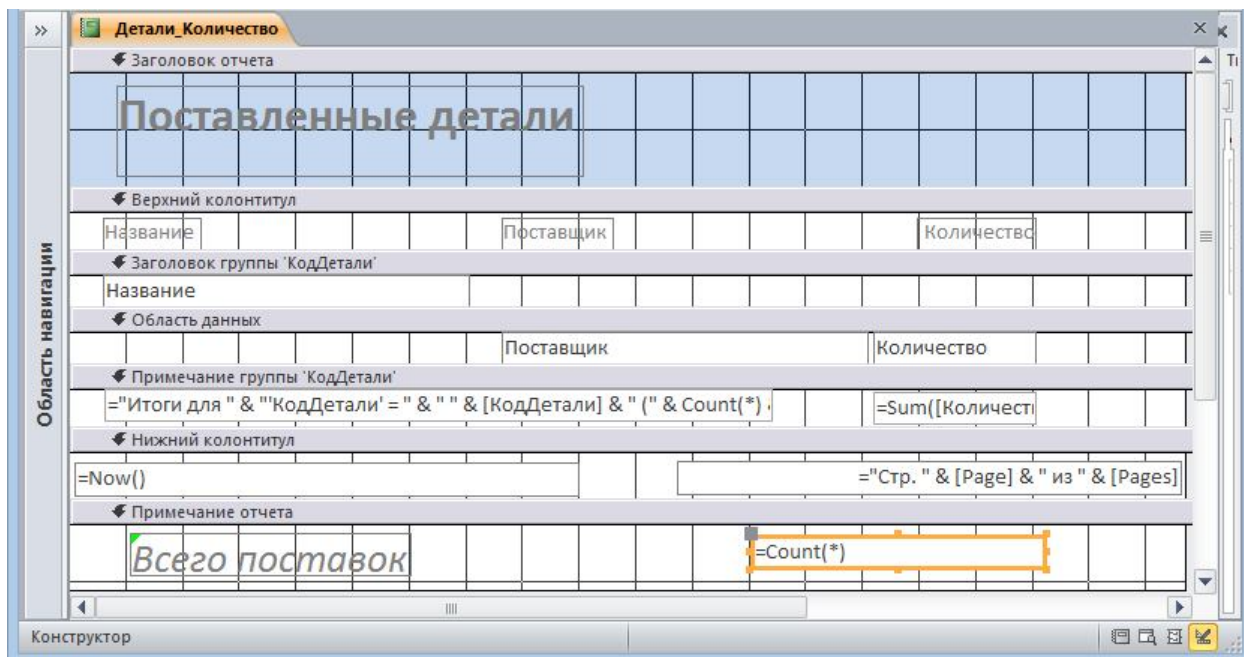 Детали_Количество
Заголовок отчета
Поставленные детали
Верхний колонтитул
Название Поставщик Количество
Заголовок группы 'КодДетали'
Название
Область данных
Поставщик Количество
Примечание группы 'КодДетали'
="Итоги для " & "'КодДетали' = " & " " & [КодДетали] & " (" & Count(*) =Sum([Количест
Нижний колонтитул
=Now() ="Стр. " & [Page] & " из " & [Pages]
Примечание отчета
Всего поставок =Count(*)
Область навигации
Конструктор